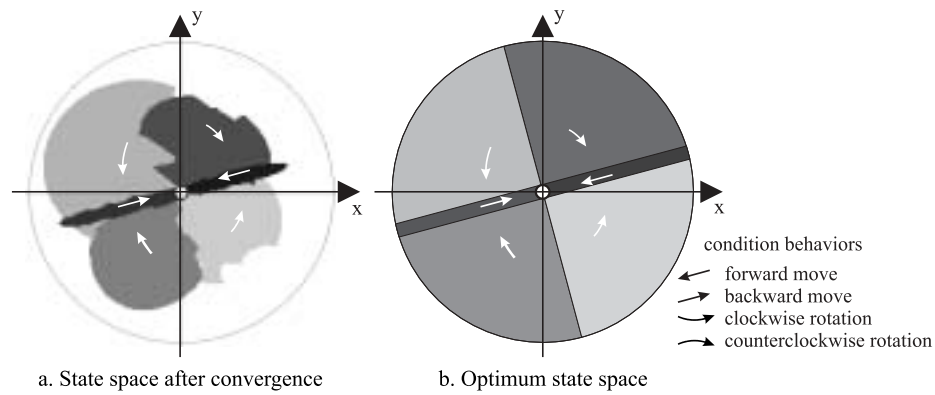 y
y
x
x
condition behaviors
forward move
backward move
clockwise rotation
counterclockwise rotation
a. State space after convergence
b. Optimum state space